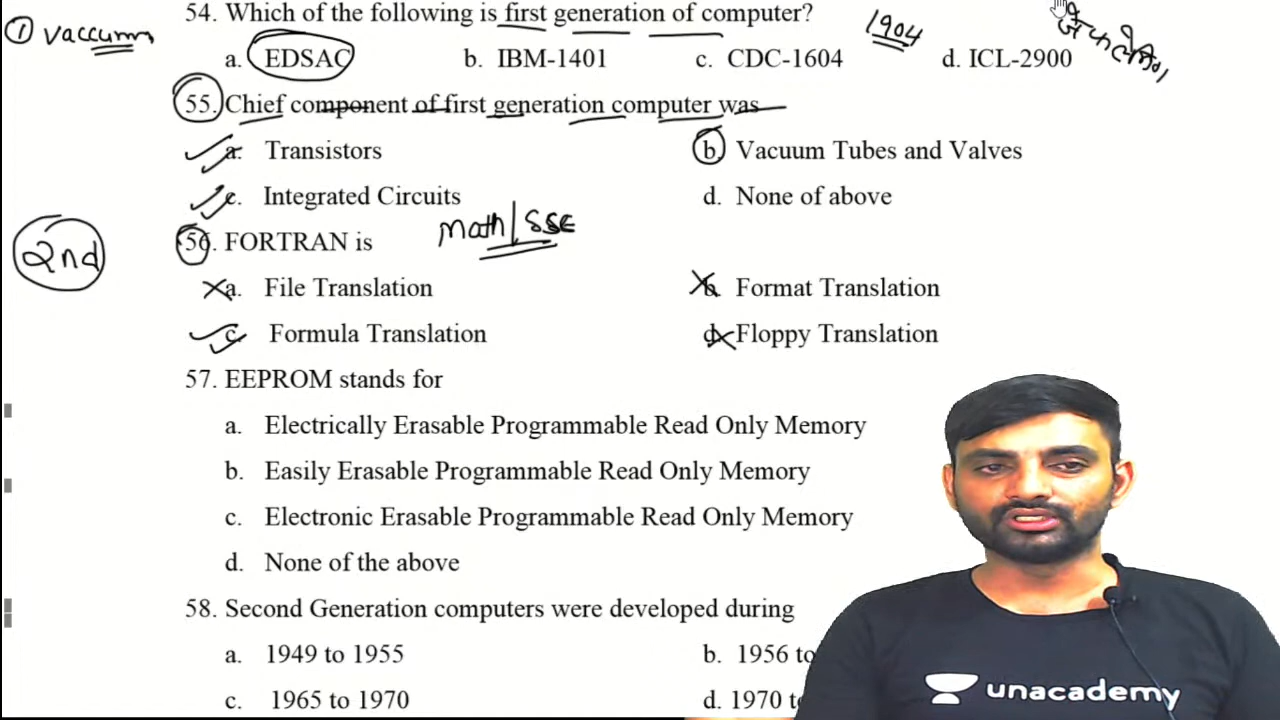 54. Which of the following is first generation of computer?
① vaccums
1904
a. EDSAC b. IBM-1401 c. CDC-1604 d. ICL-2900
55. Chief component of first generation computer was
a. Transistors b. Vacuum Tubes and Valves
c. Integrated Circuits d. None of above
Math|SSC
2nd
56. FORTRAN is
a. File Translation b. Format Translation
c. Formula Translation d. Floppy Translation
57. EEPROM stands for
a. Electrically Erasable Programmable Read Only Memory
b. Easily Erasable Programmable Read Only Memory
c. Electronic Erasable Programmable Read Only Memory
d. None of the above
58. Second Generation computers were developed during
a. 1949 to 1955 b. 1956 to
c. 1965 to 1970 d. 1970 t
unacademy